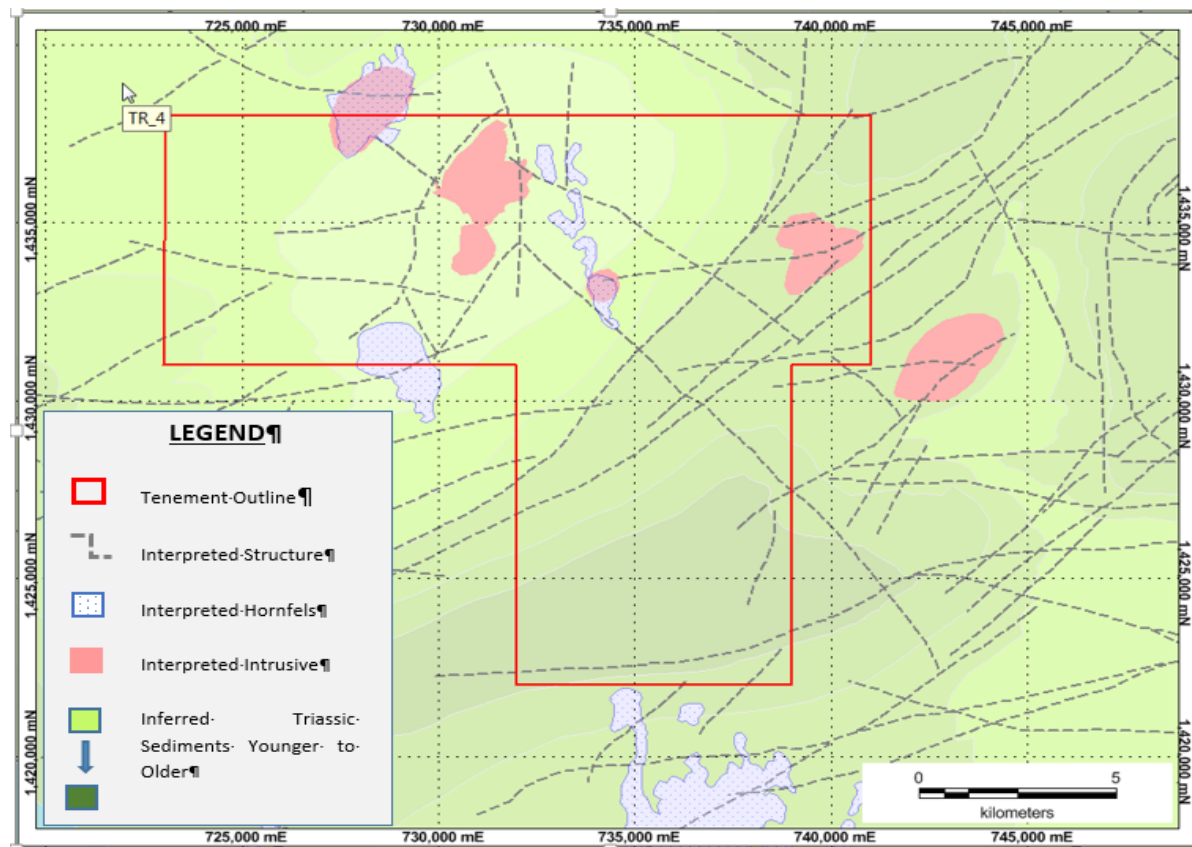 725,000 mE 730,000 mE 735,000 mE 740,000 mE 745,000 mE
TR_4
1,435,000 mN
1,435,000 mN
1,430,000 mN
1,430,000 mN
1,425,000 mN
1,425,000 mN
1,420,000 mN
1,420,000 mN
LEGEND¶
Tenement·Outline¶
Interpreted·Structure¶
Interpreted·Hornfels¶
Interpreted·Intrusive¶
Inferred· Triassic·
Sediments· Younger· to·
Older¶
0 5
kilometers
725,000 mE 730,000 mE 735,000 mE 740,000 mE 745,000 mE